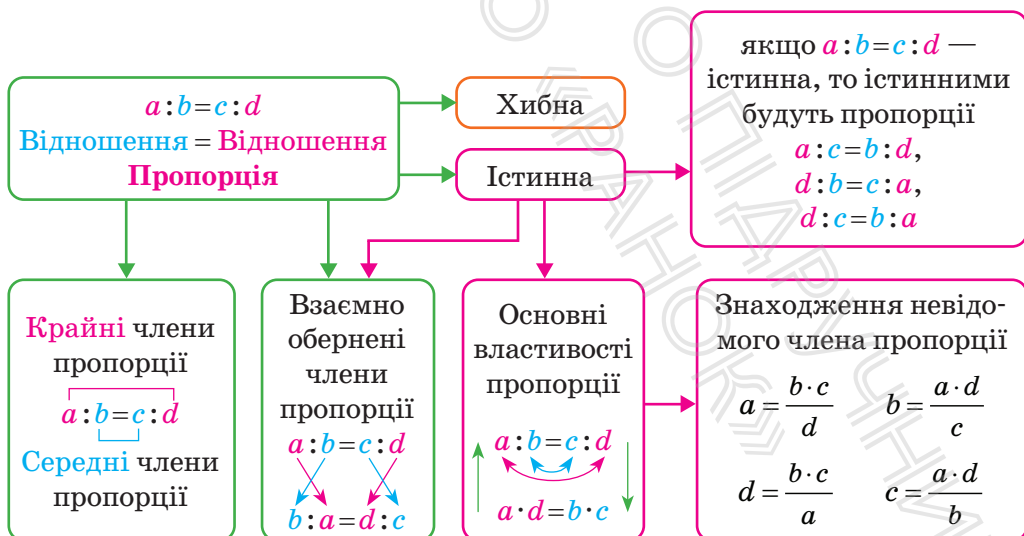 a:b=c:d
Відношення = Відношення
Пропорція
Хибна
Істинна
якщо a:b=c:d —
істинна, то істинними
будуть пропорції
a:c=b:d,
d:b=c:a,
d:c=b:a
Крайні члени
пропорції
a:b=c:d
Середні члени
пропорції
Взаємно
обернені
члени
пропорції
a:b=c:d
b:a=d:c
Основні
властивості
пропорції
a:b=c:d
a·d=b·c
Знаходження невідо-
мого члена пропорції
a = b·c / d b = a·d / c
d = b·c / a c = a·d / b
«РАНОК»